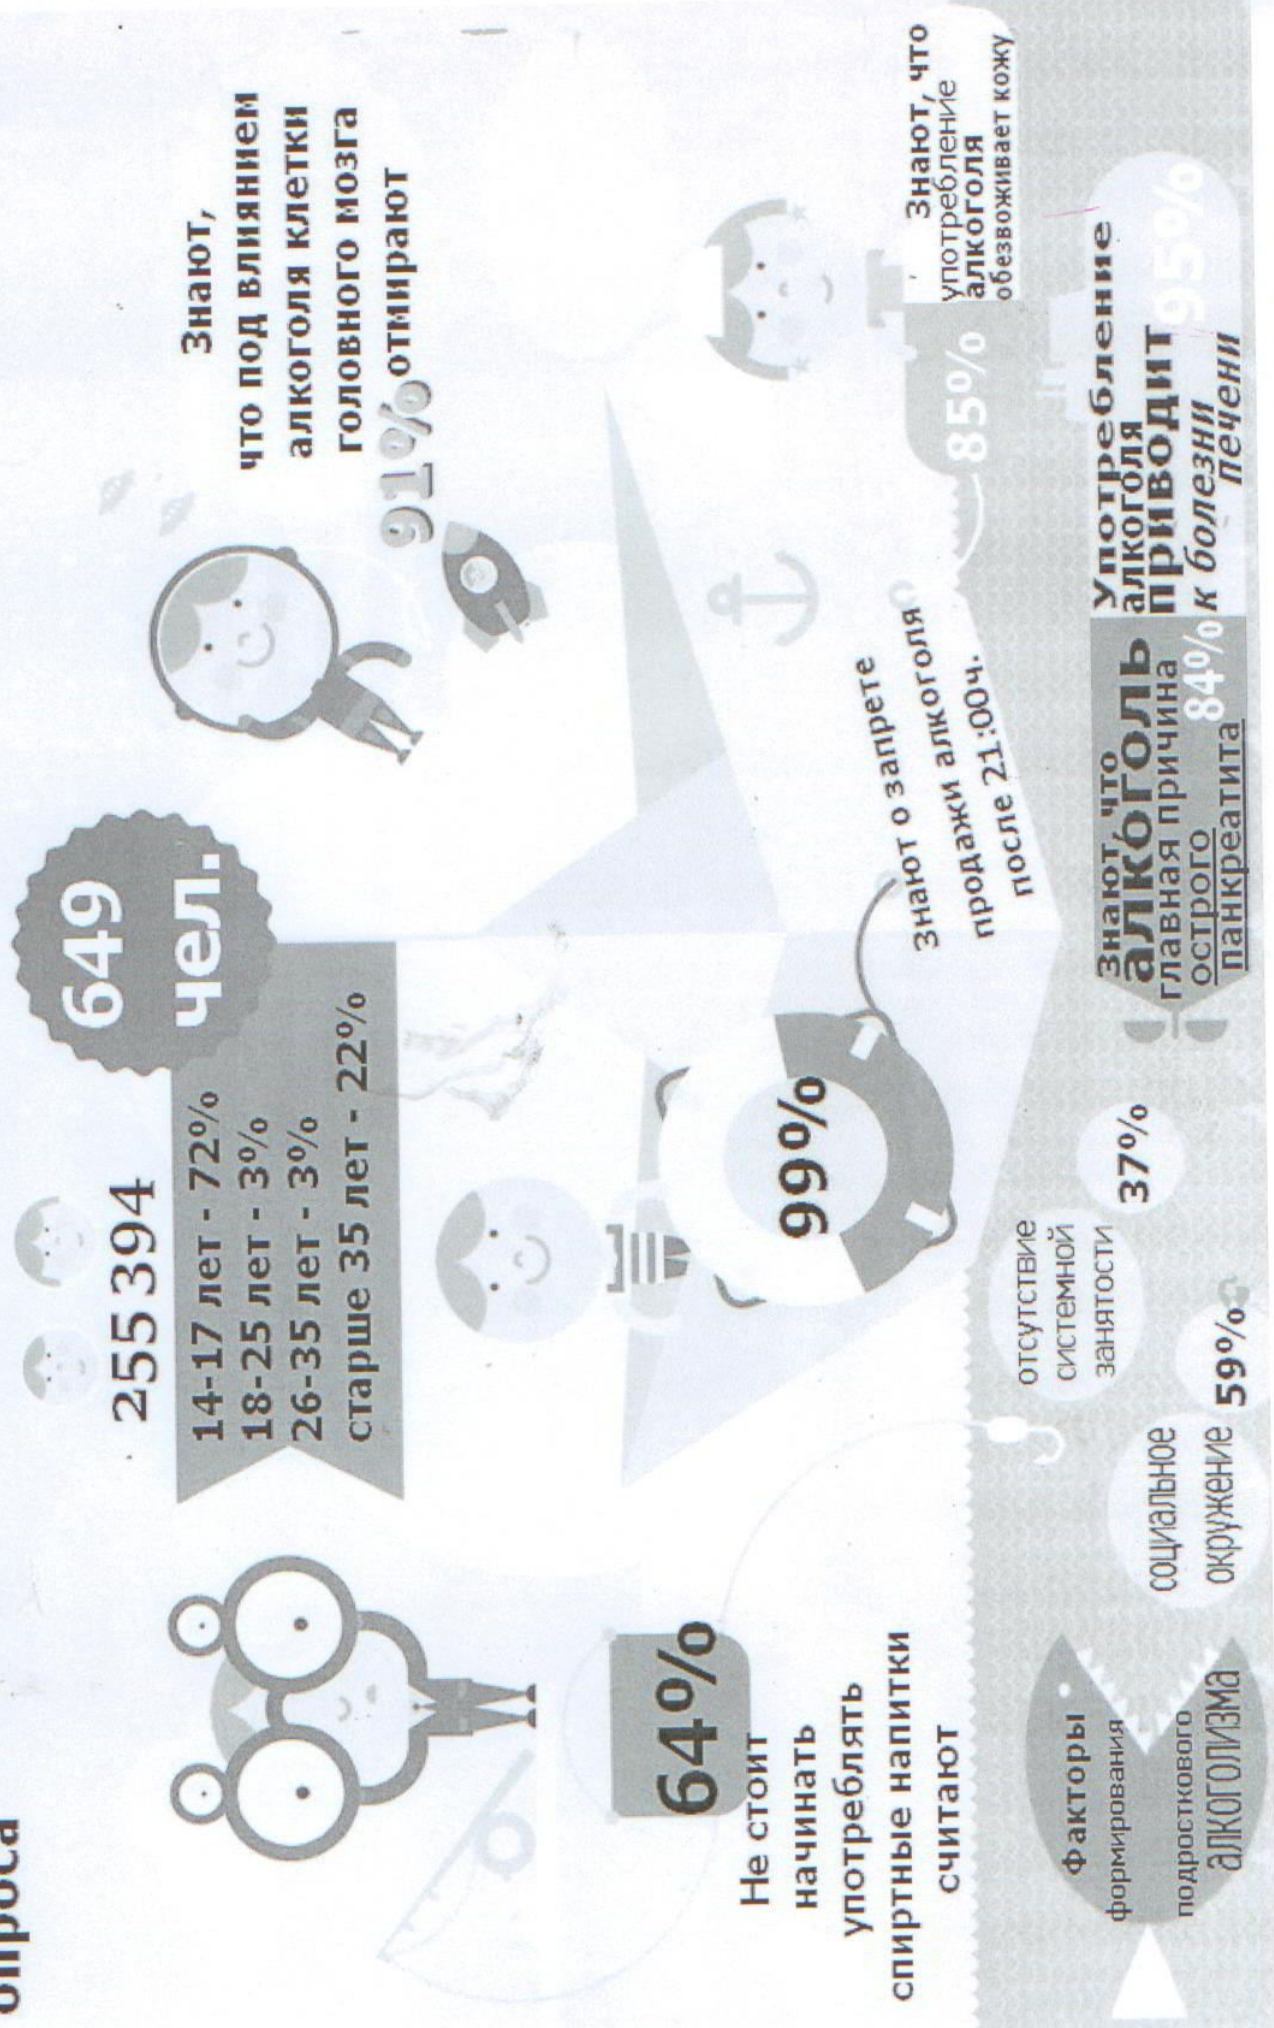 опроса
649
чел.
255 394
14-17 лет - 72%
18-25 лет - 3%
26-35 лет - 3%
старше 35 лет - 22%
Знают,
что под влиянием
алкоголя клетки
головного мозга
91% отмирают
64%
Не стоит
начинать
употреблять
спиртные напитки
считают
99%
Знают о запрете
продажи алкоголя
после 21:00ч.
85%
Знают, что
употребление
алкоголя
обезвоживает кожу
Факторы
формирования
подросткового
алкоголизма
социальное
окружение
59%
отсутствие
системной
занятости
37%
Знают, что
алкоголь
главная причина
острого
панкреатита
84%
Употребление
алкоголя
приводит
к болезни
печени
95%